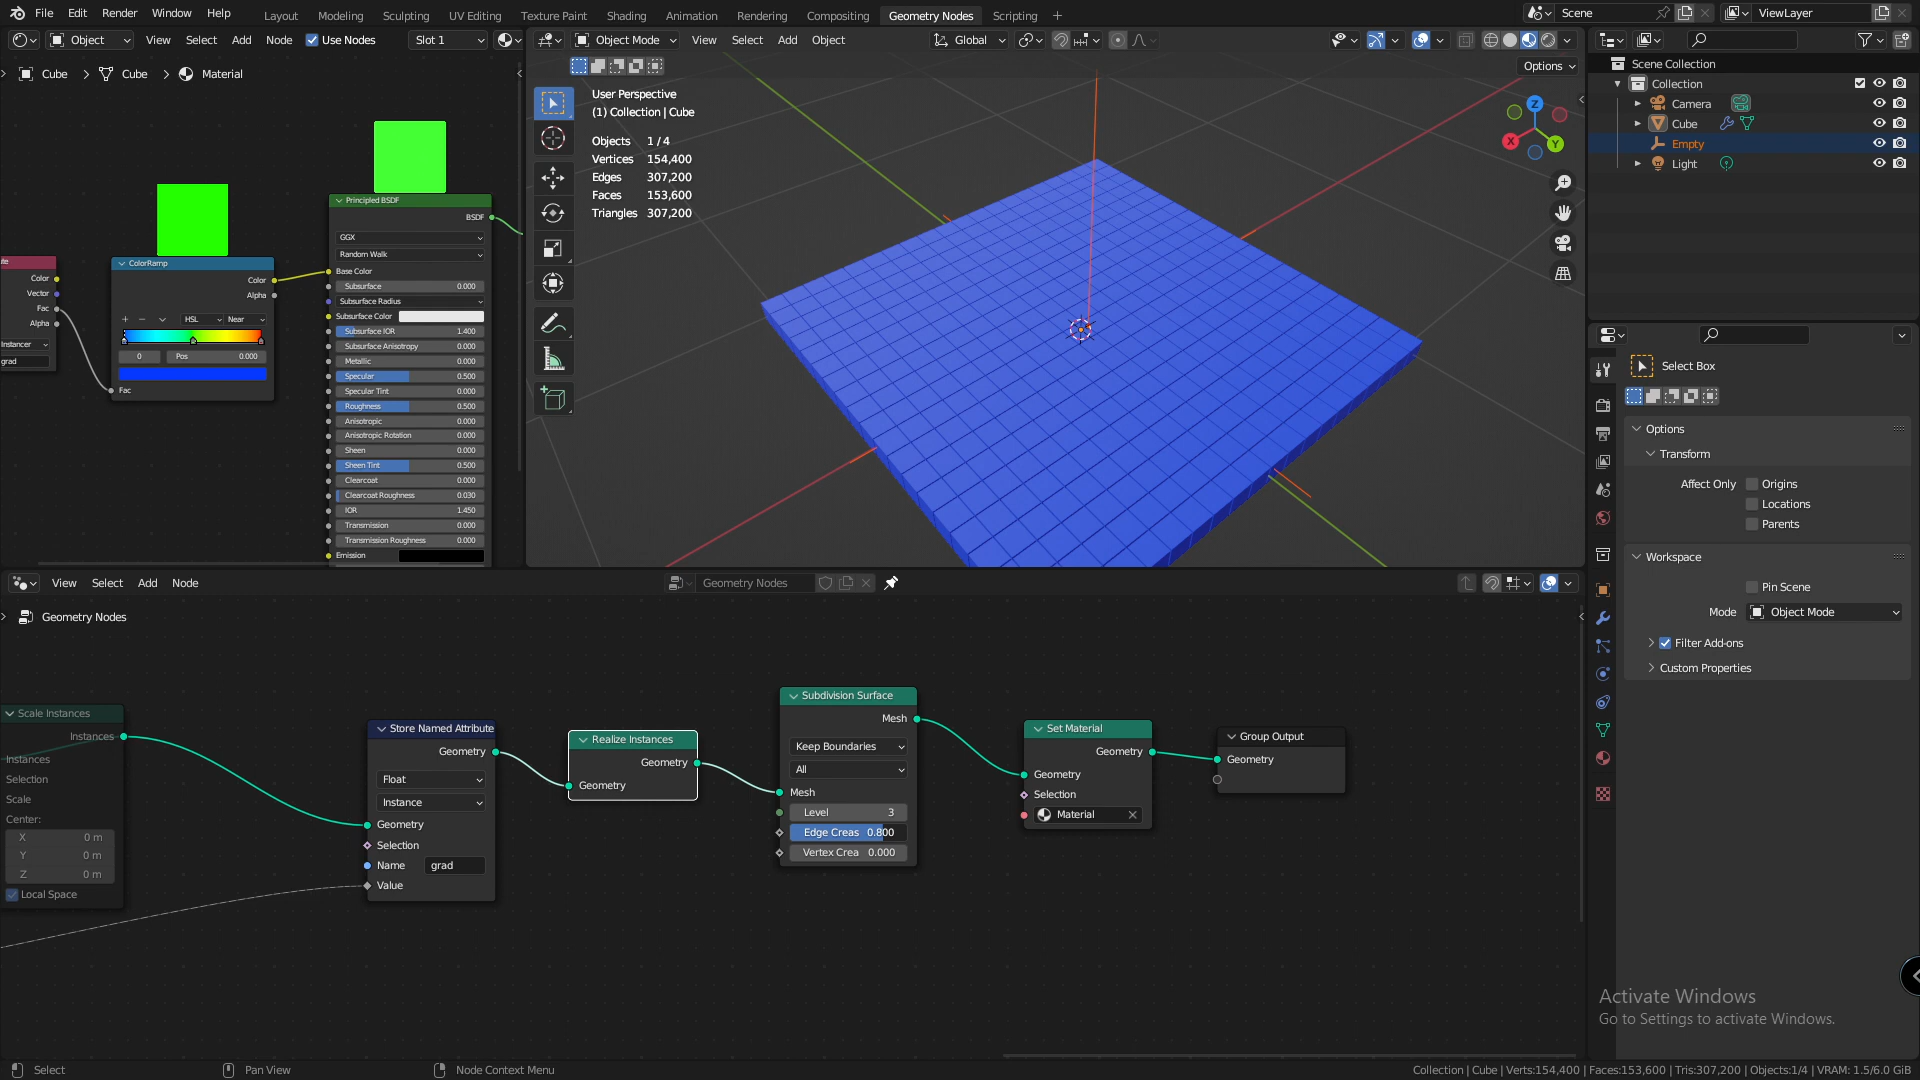 File Edit Render Window Help
Layout Modeling Sculpting UV Editing Texture Paint Shading Animation Rendering Compositing Geometry Nodes Scripting +
Scene
ViewLayer
Object View Select Add Node Use Nodes Slot 1
Cube > Cube > Material
Color
Vector
Fac
Alpha
Instancer
grad
ColorRamp
Color
Alpha
+ − HSL Near
0 Pos 0.000
Fac
Principled BSDF
BSDF
GGX
Random Walk
Base Color
Subsurface 0.000
Subsurface Radius
Subsurface Color
Subsurface IOR 1.400
Subsurface Anisotropy 0.000
Metallic 0.000
Specular 0.500
Specular Tint 0.000
Roughness 0.500
Anisotropic 0.000
Anisotropic Rotation 0.000
Sheen 0.000
Sheen Tint 0.500
Clearcoat 0.000
Clearcoat Roughness 0.030
IOR 1.450
Transmission 0.000
Transmission Roughness 0.000
Emission
Object Mode View Select Add Object Global
Options
User Perspective
(1) Collection | Cube
Objects 1 / 4
Vertices 154,400
Edges 307,200
Faces 153,600
Triangles 307,200
Z
X
Y
Scene Collection
Collection
Camera
Cube
Empty
Light
Select Box
Options
Transform
Affect Only Origins
Locations
Parents
Workspace
Pin Scene
Mode Object Mode
Filter Add-ons
Custom Properties
View Select Add Node Geometry Nodes
Geometry Nodes
Scale Instances
Instances
Instances
Selection
Scale
Center:
X 0 m
Y 0 m
Z 0 m
Local Space
Store Named Attribute
Geometry
Float
Instance
Geometry
Selection
Name grad
Value
Realize Instances
Geometry
Geometry
Subdivision Surface
Mesh
Keep Boundaries
All
Mesh
Level 3
Edge Creas 0.800
Vertex Crea 0.000
Set Material
Geometry
Geometry
Selection
Material
Group Output
Geometry
Activate Windows
Go to Settings to activate Windows.
Select Pan View Node Context Menu
Collection | Cube | Verts:154,400 | Faces:153,600 | Tris:307,200 | Objects:1/4 | VRAM: 1.5/6.0 GiB